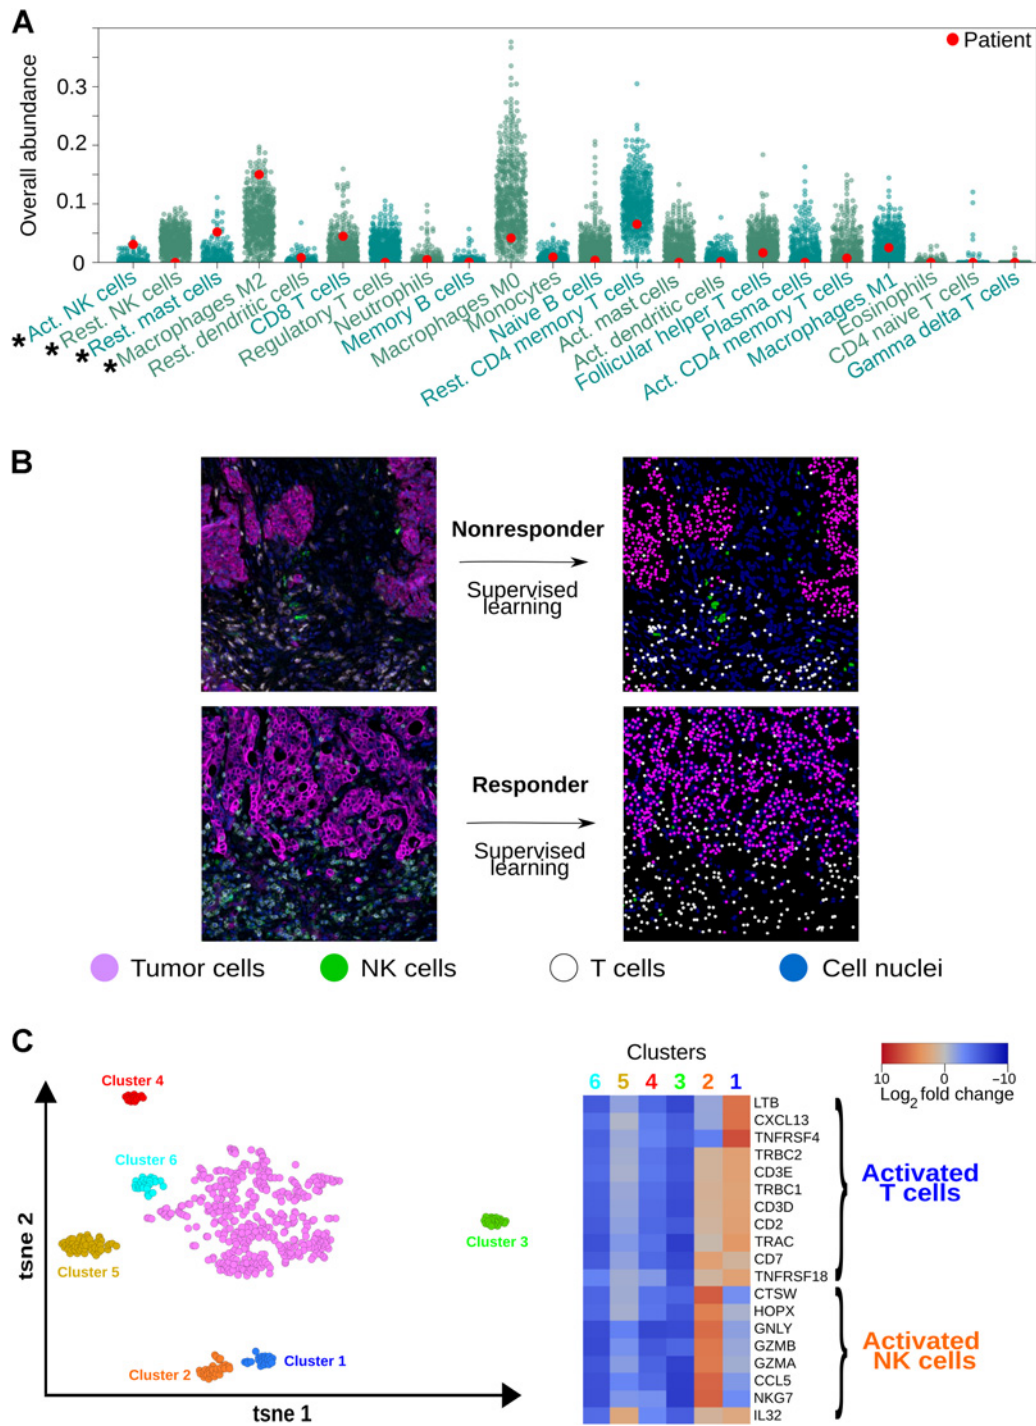 A
Patient
Overall abundance
0.3
0.2
0.1
0
* Act. NK cells
* Rest. NK cells
* Rest. mast cells
* Macrophages M2
Rest. dendritic cells
CD8 T cells
Regulatory T cells
Neutrophils
Memory B cells
Macrophages M0
Monocytes
Naive B cells
Rest. CD4 memory T cells
Act. mast cells
Act. dendritic cells
Follicular helper T cells
Plasma cells
Act. CD4 memory T cells
Macrophages M1
Eosinophils
CD4 naive T cells
Gamma delta T cells
B
Nonresponder
Supervised
learning
Responder
Supervised
learning
Tumor cells
NK cells
T cells
Cell nuclei
C
Cluster 4
Cluster 6
Cluster 5
Cluster 3
Cluster 2
Cluster 1
tsne 2
tsne 1
Clusters
6 5 4 3 2 1
10 0 −10
Log2 fold change
LTB
CXCL13
TNFRSF4
TRBC2
CD3E
TRBC1
CD3D
CD2
TRAC
CD7
TNFRSF18
CTSW
HOPX
GNLY
GZMB
GZMA
CCL5
NKG7
IL32
Activated
T cells
Activated
NK cells